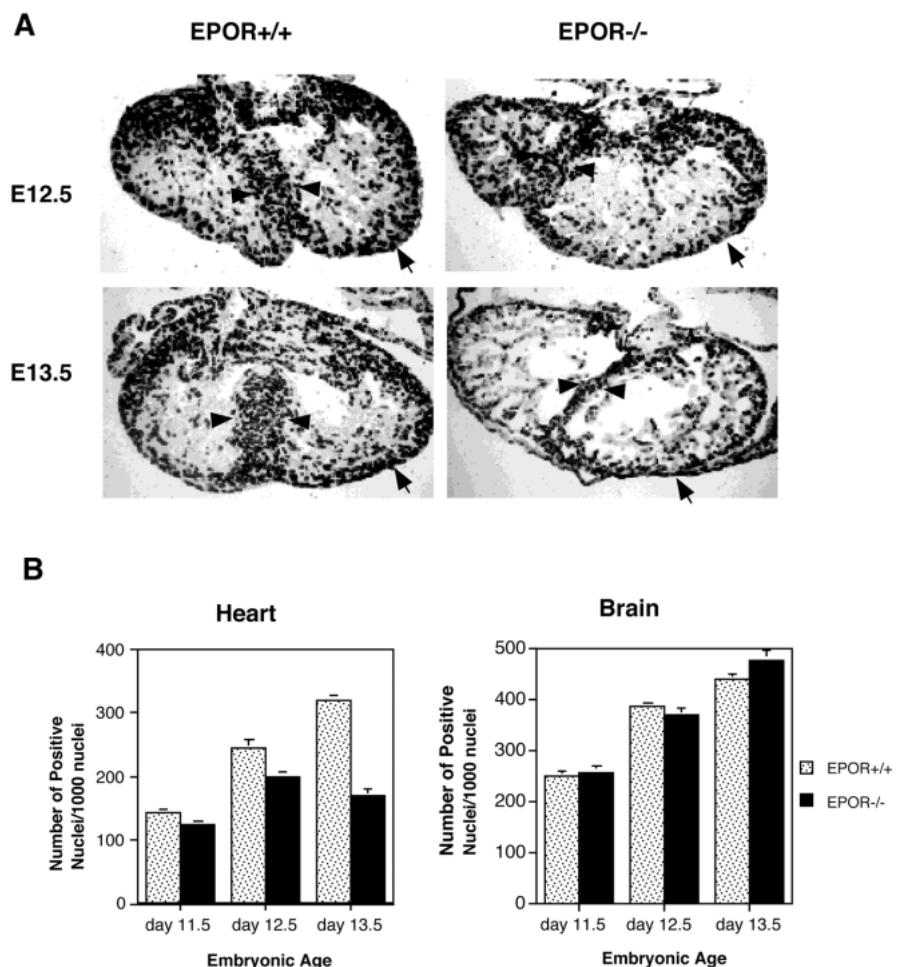 A
EPOR+/+
EPOR-/-
E12.5
E13.5
B
Heart
Number of Positive
Nuclei/1000 nuclei
400
300
200
100
0
day 11.5
day 12.5
day 13.5
Embryonic Age
Brain
Number of Positive
Nuclei/1000 nuclei
500
400
300
200
100
0
day 11.5
day 12.5
day 13.5
Embryonic Age
EPOR+/+
EPOR-/-